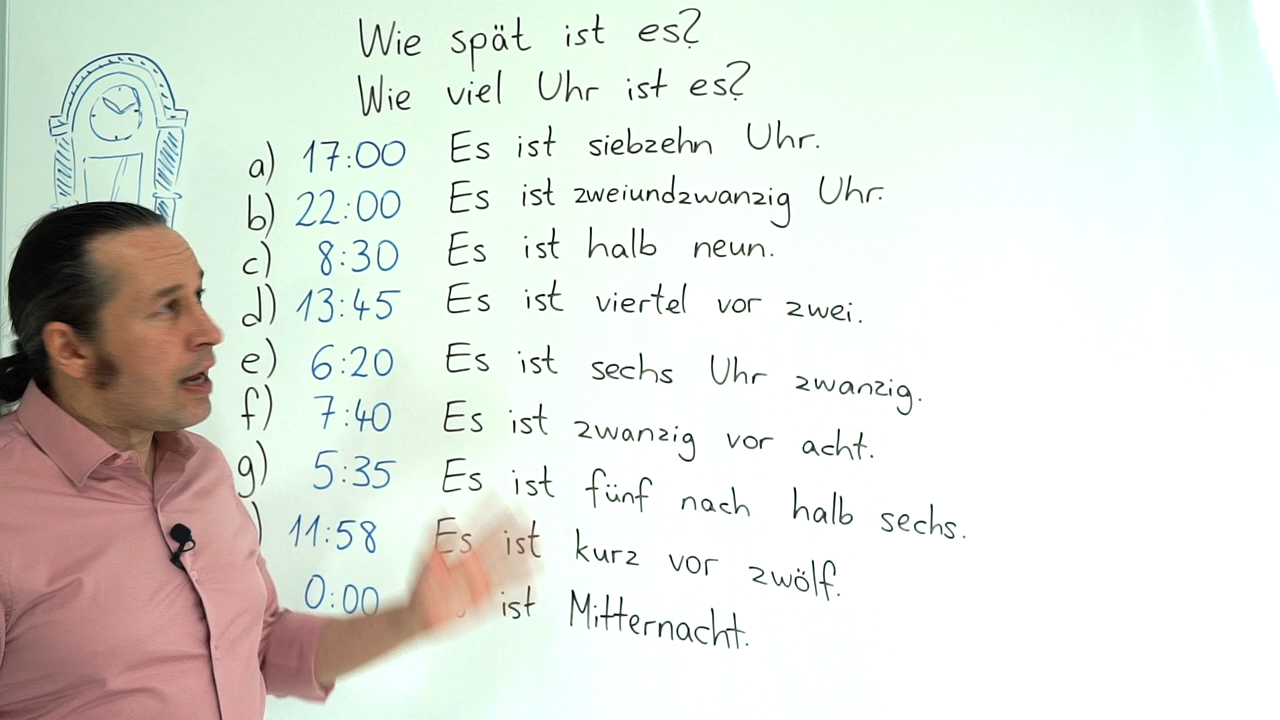 Wie spät ist es?
Wie viel Uhr ist es?
a) 17:00 Es ist siebzehn Uhr.
b) 22:00 Es ist zweiundzwanzig Uhr.
c) 8:30 Es ist halb neun.
d) 13:45 Es ist viertel vor zwei.
e) 6:20 Es ist sechs Uhr zwanzig.
f) 7:40 Es ist zwanzig vor acht.
g) 5:35 Es ist fünf nach halb sechs.
) 11:58 Es ist kurz vor zwölf.
0:00 ist Mitternacht.